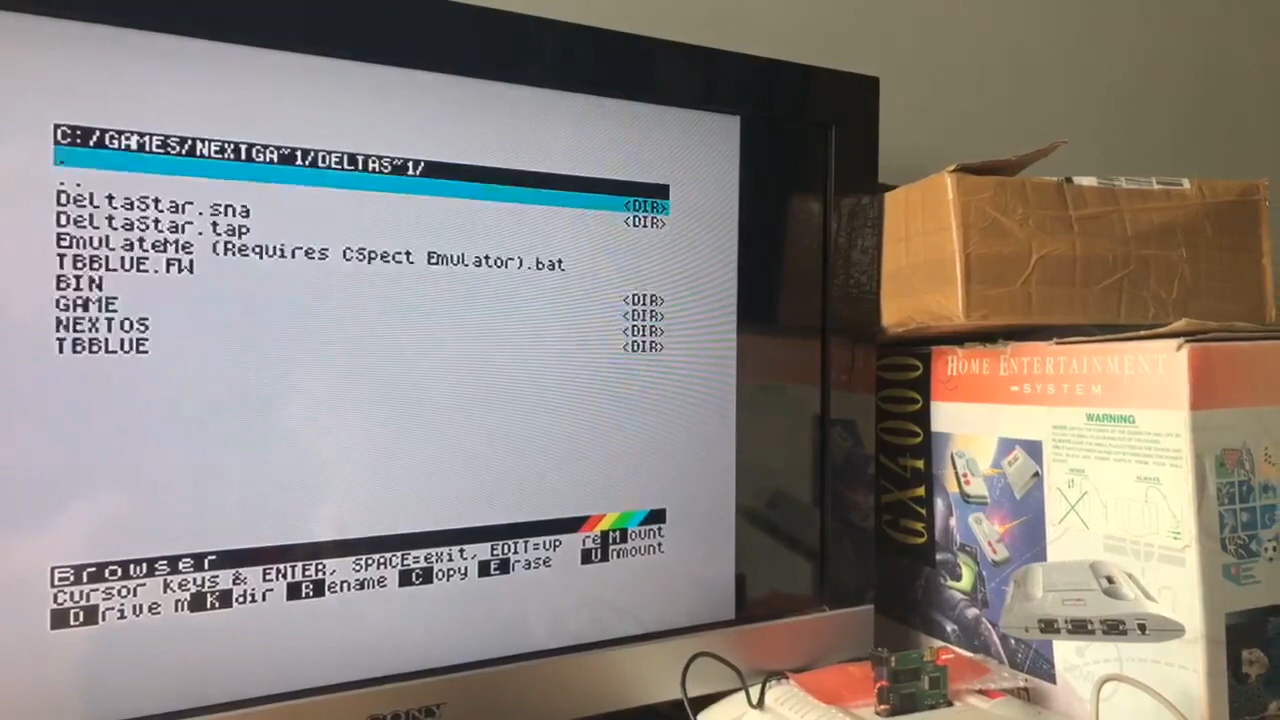 C:/GAMES/NEXTGA~1/DELTAS~1/
. <DIR>
.. <DIR>
DeltaStar.sna
DeltaStar.tap
EmulateMe (Requires CSpect Emulator).bat
TBBLUE.FW
BIN <DIR>
GAME <DIR>
NEXTOS <DIR>
TBBLUE <DIR>
Browser
Cursor keys & ENTER, SPACE=exit, EDIT=up reMount
Drive mKdir Rename Copy Erase Unmount
SONY
GX4000
HOME ENTERTAINMENT
SYSTEM
WARNING
NEVER
ALWAYS